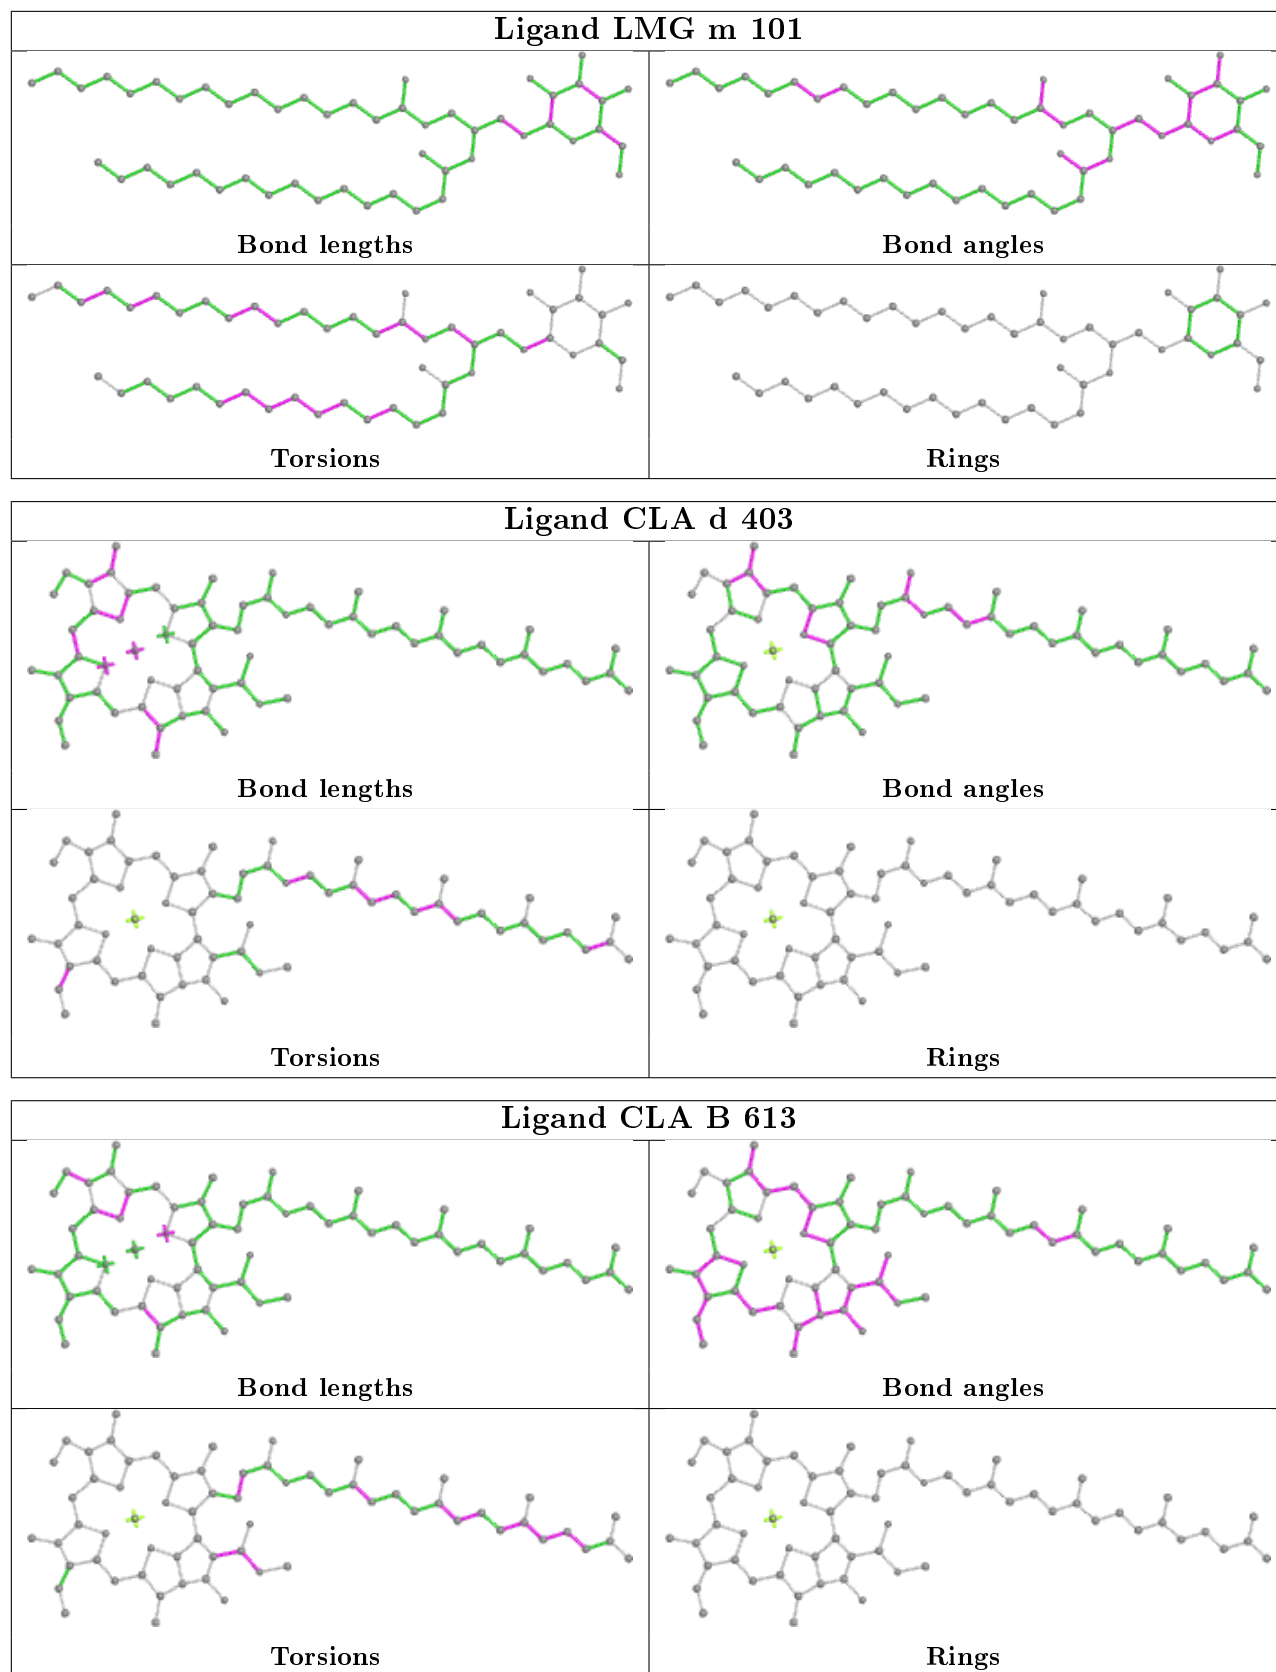 Ligand LMG m 101
Bond lengths
Bond angles
Torsions
Rings
Ligand CLA d 403
Bond lengths
Bond angles
Torsions
Rings
Ligand CLA B 613
Bond lengths
Bond angles
Torsions
Rings